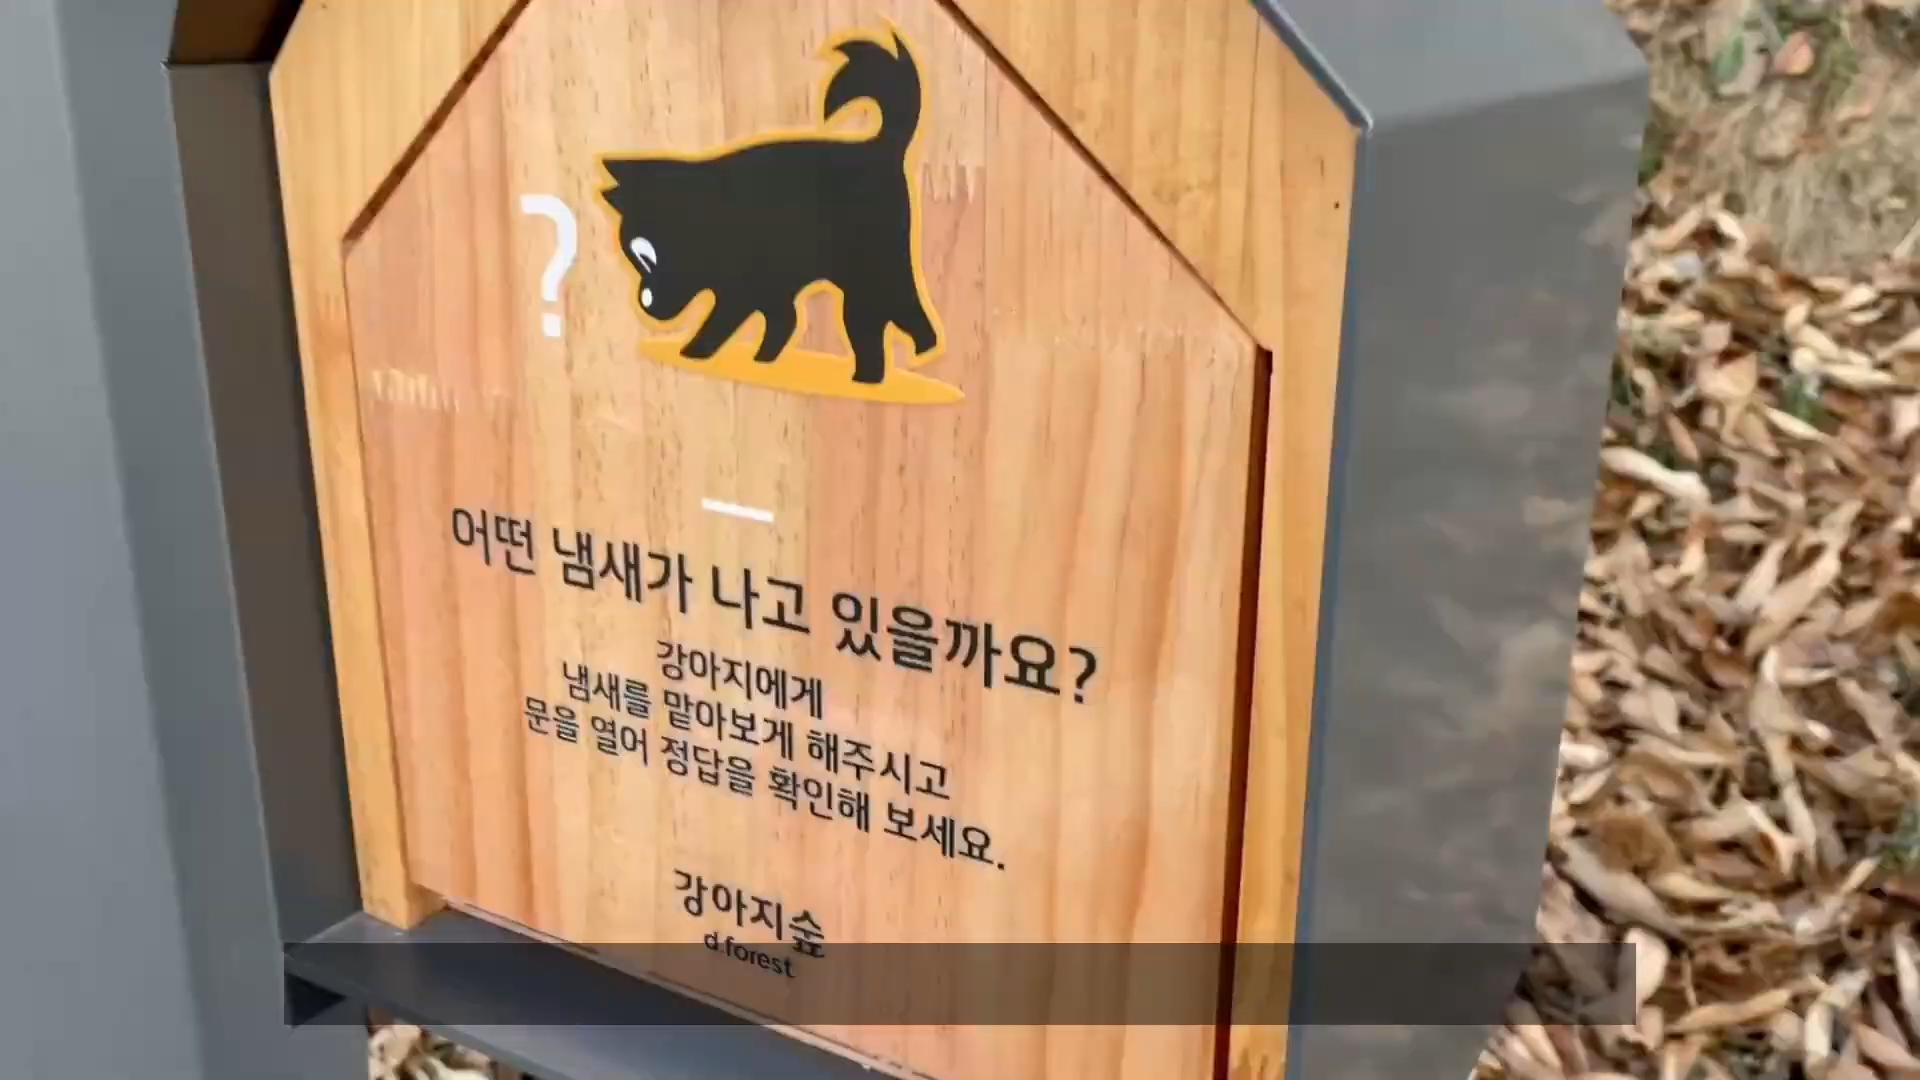 ?
어떤 냄새가 나고 있을까요?
강아지에게
냄새를 맡아보게 해주시고
문을 열어 정답을 확인해 보세요.
강아지숲
d.forest